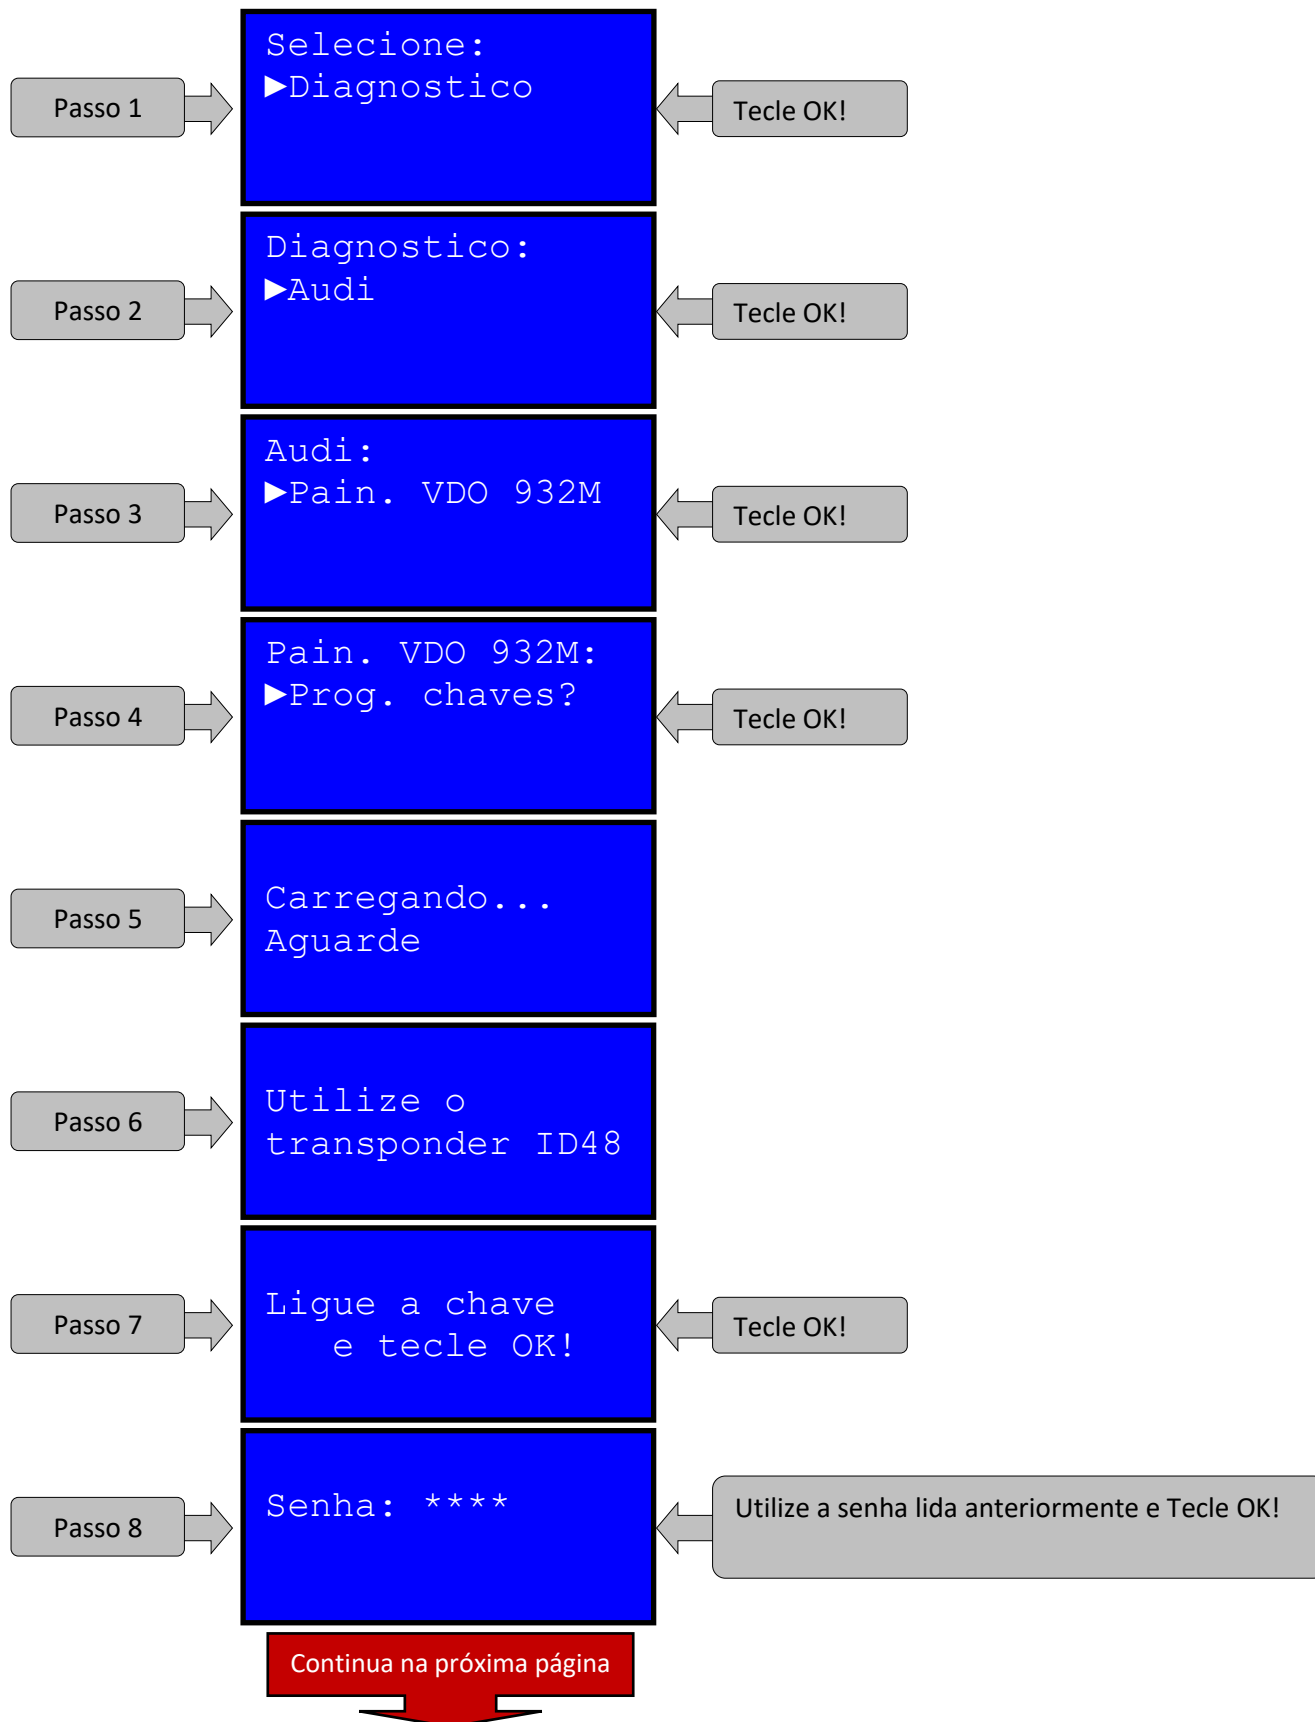 Selecione:
►Diagnostico
Passo 1
Tecle OK!
Diagnostico:
►Audi
Passo 2
Tecle OK!
Audi:
►Pain. VDO 932M
Passo 3
Tecle OK!
Pain. VDO 932M:
►Prog. chaves?
Passo 4
Tecle OK!
Carregando...
Aguarde
Passo 5
Utilize o
transponder ID48
Passo 6
Ligue a chave
e tecle OK!
Passo 7
Tecle OK!
Senha: ****
Passo 8
Utilize a senha lida anteriormente e Tecle OK!
Continua na próxima página